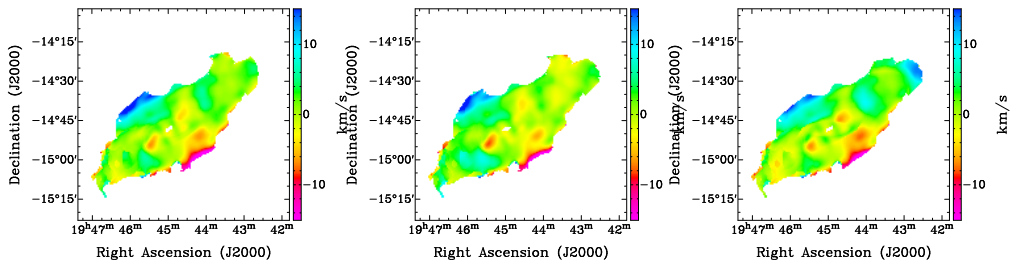 Declination (J2000)
−14°15′
−14°30′
−14°45′
−15°00′
−15°15′
19ʰ47ᵐ 46ᵐ 45ᵐ 44ᵐ 43ᵐ 42ᵐ
Right Ascension (J2000)
10
0
−10
km/s
Declination (J2000)
−14°15′
−14°30′
−14°45′
−15°00′
−15°15′
19ʰ47ᵐ 46ᵐ 45ᵐ 44ᵐ 43ᵐ 42ᵐ
Right Ascension (J2000)
10
0
−10
km/s
Declination (J2000)
−14°15′
−14°30′
−14°45′
−15°00′
−15°15′
19ʰ47ᵐ 46ᵐ 45ᵐ 44ᵐ 43ᵐ 42ᵐ
Right Ascension (J2000)
10
0
−10
km/s